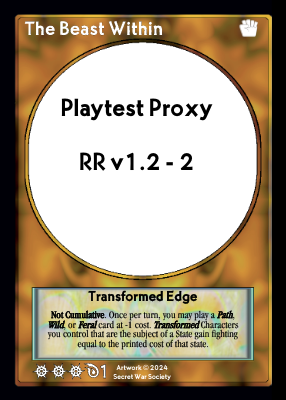 The Beast Within
Playtest Proxy
RR v1.2 - 2
Transformed Edge
Not Cumulative. Once per turn, you may play a Path,
Wild, or Feral card at -1 cost. Transformed Characters
you control that are the subject of a State gain fighting
equal to the printed cost of that state.
1
Artwork © 2024
Secret War Society